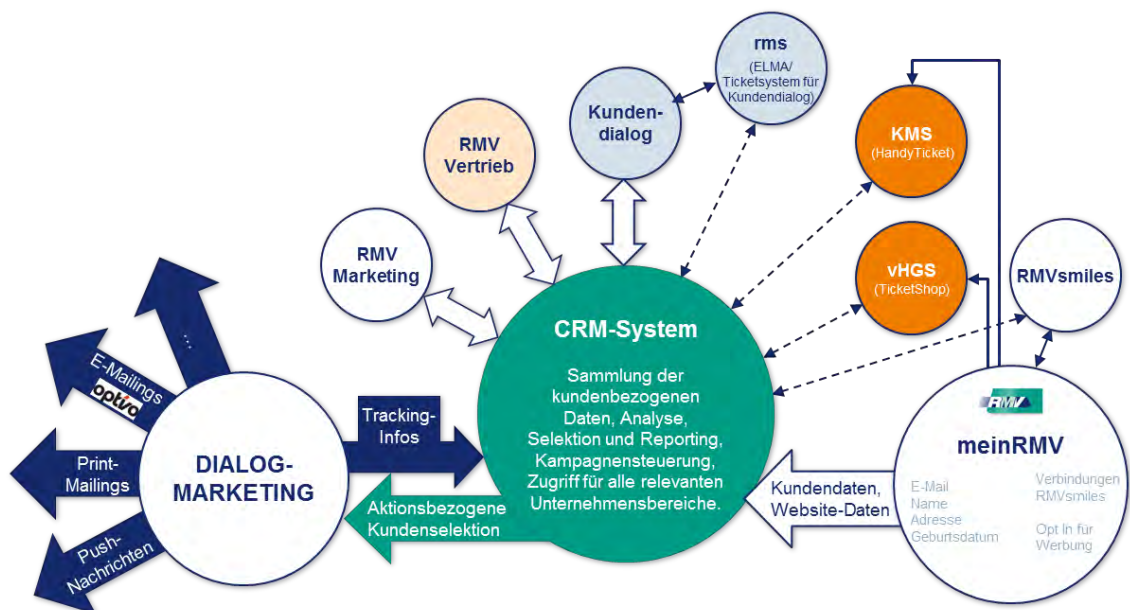 rms
(ELMA/
Ticketsystem für
Kundendialog)
Kunden-
dialog
KMS
(HandyTicket)
RMV
Vertrieb
RMV
Marketing
vHGS
(TicketShop)
RMVsmiles
CRM-System
Sammlung der
kundenbezogenen
Daten, Analyse,
Selektion und Reporting,
Kampagnensteuerung,
Zugriff für alle relevanten
Unternehmensbereiche.
...
E-Mailings
optivo
Print-
Mailings
Push-
Nachrichten
DIALOG-
MARKETING
Tracking-
Infos
Aktionsbezogene
Kundenselektion
Kundendaten,
Website-Daten
RMV
meinRMV
E-Mail
Name
Adresse
Geburtsdatum
Verbindungen
RMVsmiles
Opt In für
Werbung